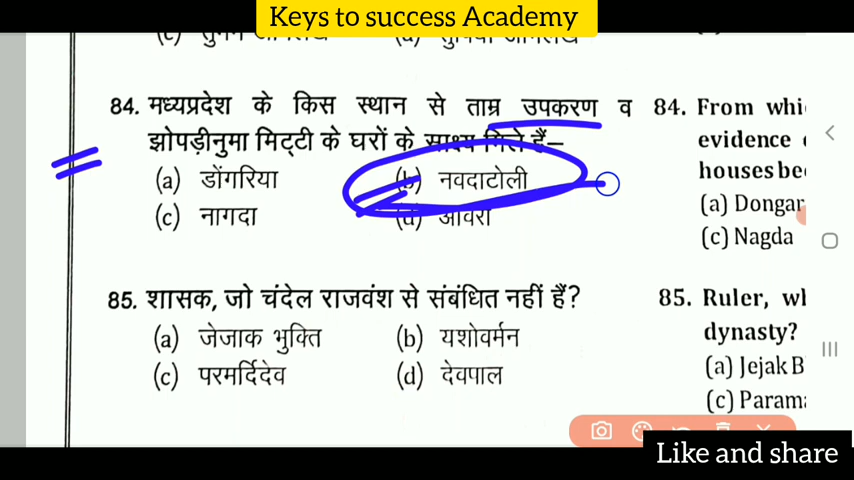 Keys to success Academy
84. मध्यप्रदेश के किस स्थान से ताम्र उपकरण व
झोपड़ीनुमा मिट्टी के घरों के साक्ष्य मिले हैं–
(a) डोंगरिया (b) नवदाटोली
(c) नागदा (d) आवरा
85. शासक, जो चंदेल राजवंश से संबंधित नहीं हैं?
(a) जेजाक भुक्ति (b) यशोवर्मन
(c) परमर्दिदेव (d) देवपाल
84. From whi
evidence
houses be
(a) Dongar
(c) Nagda
85. Ruler, wh
dynasty?
(a) Jejak B
(c) Parama
Like and share